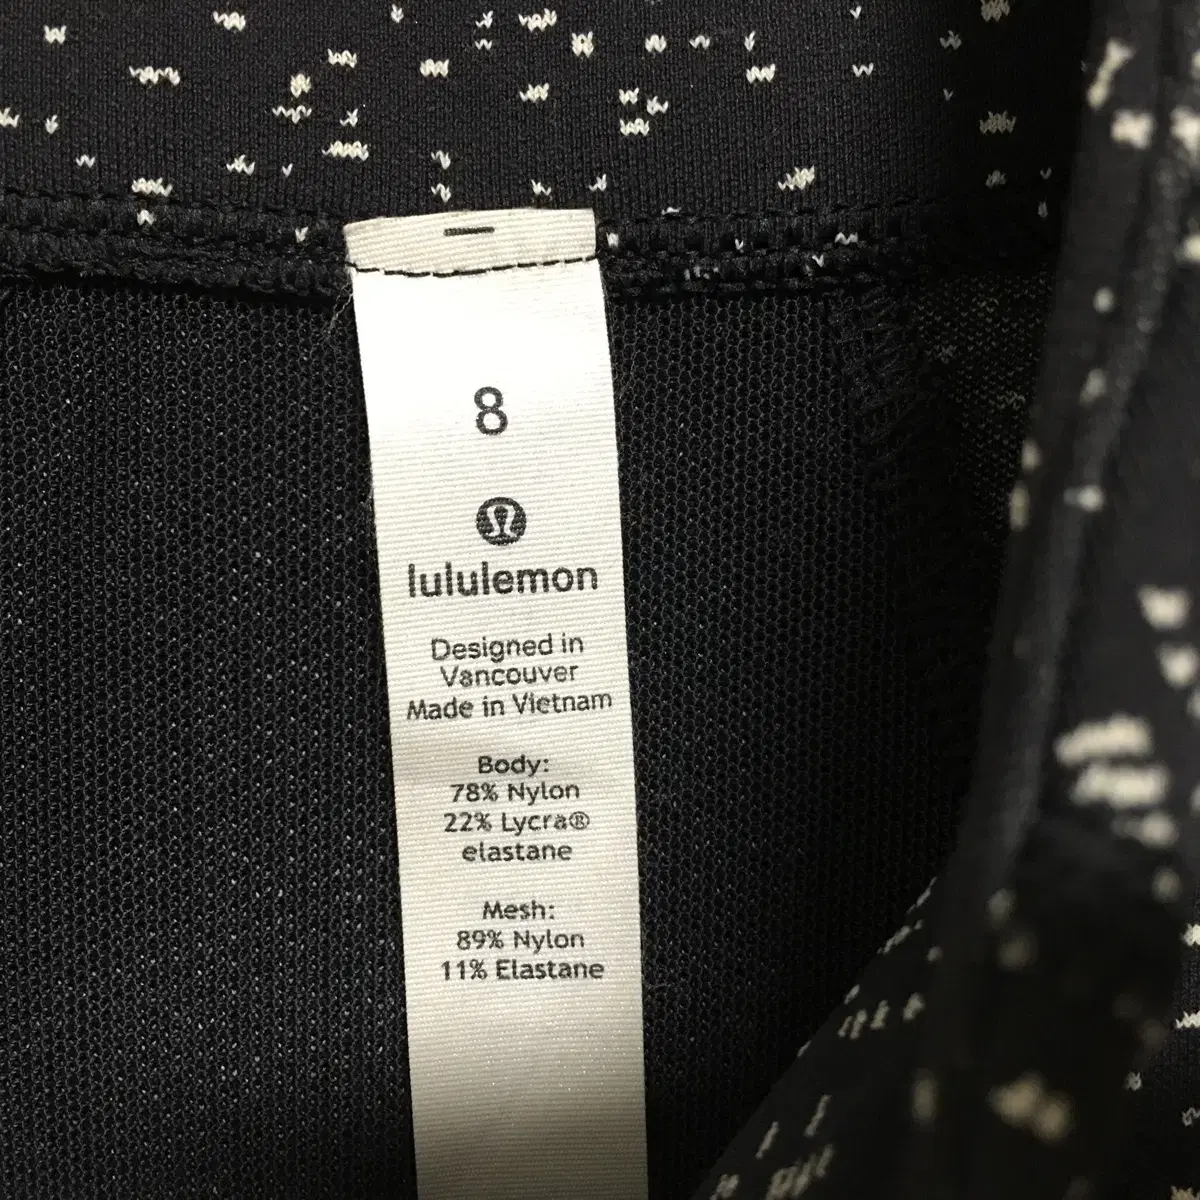 8
lululemon
Designed in
Vancouver
Made in Vietnam
Body:
78% Nylon
22% Lycra®
elastane
Mesh:
89% Nylon
11% Elastane